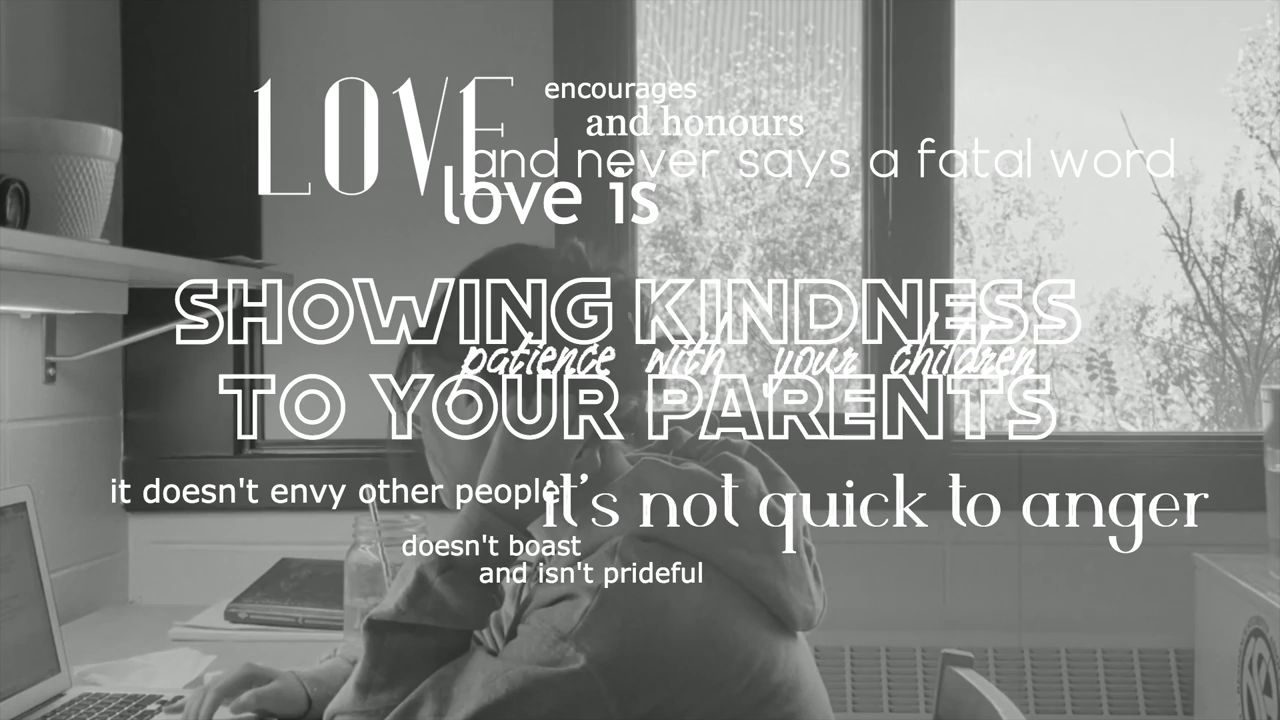 LOVE
encourages
and honours
and never says a fatal word
love is
SHOWING KINDNESS
patience with your children
TO YOUR PARENTS
it doesn't envy other people
it's not quick to anger
doesn't boast
and isn't prideful